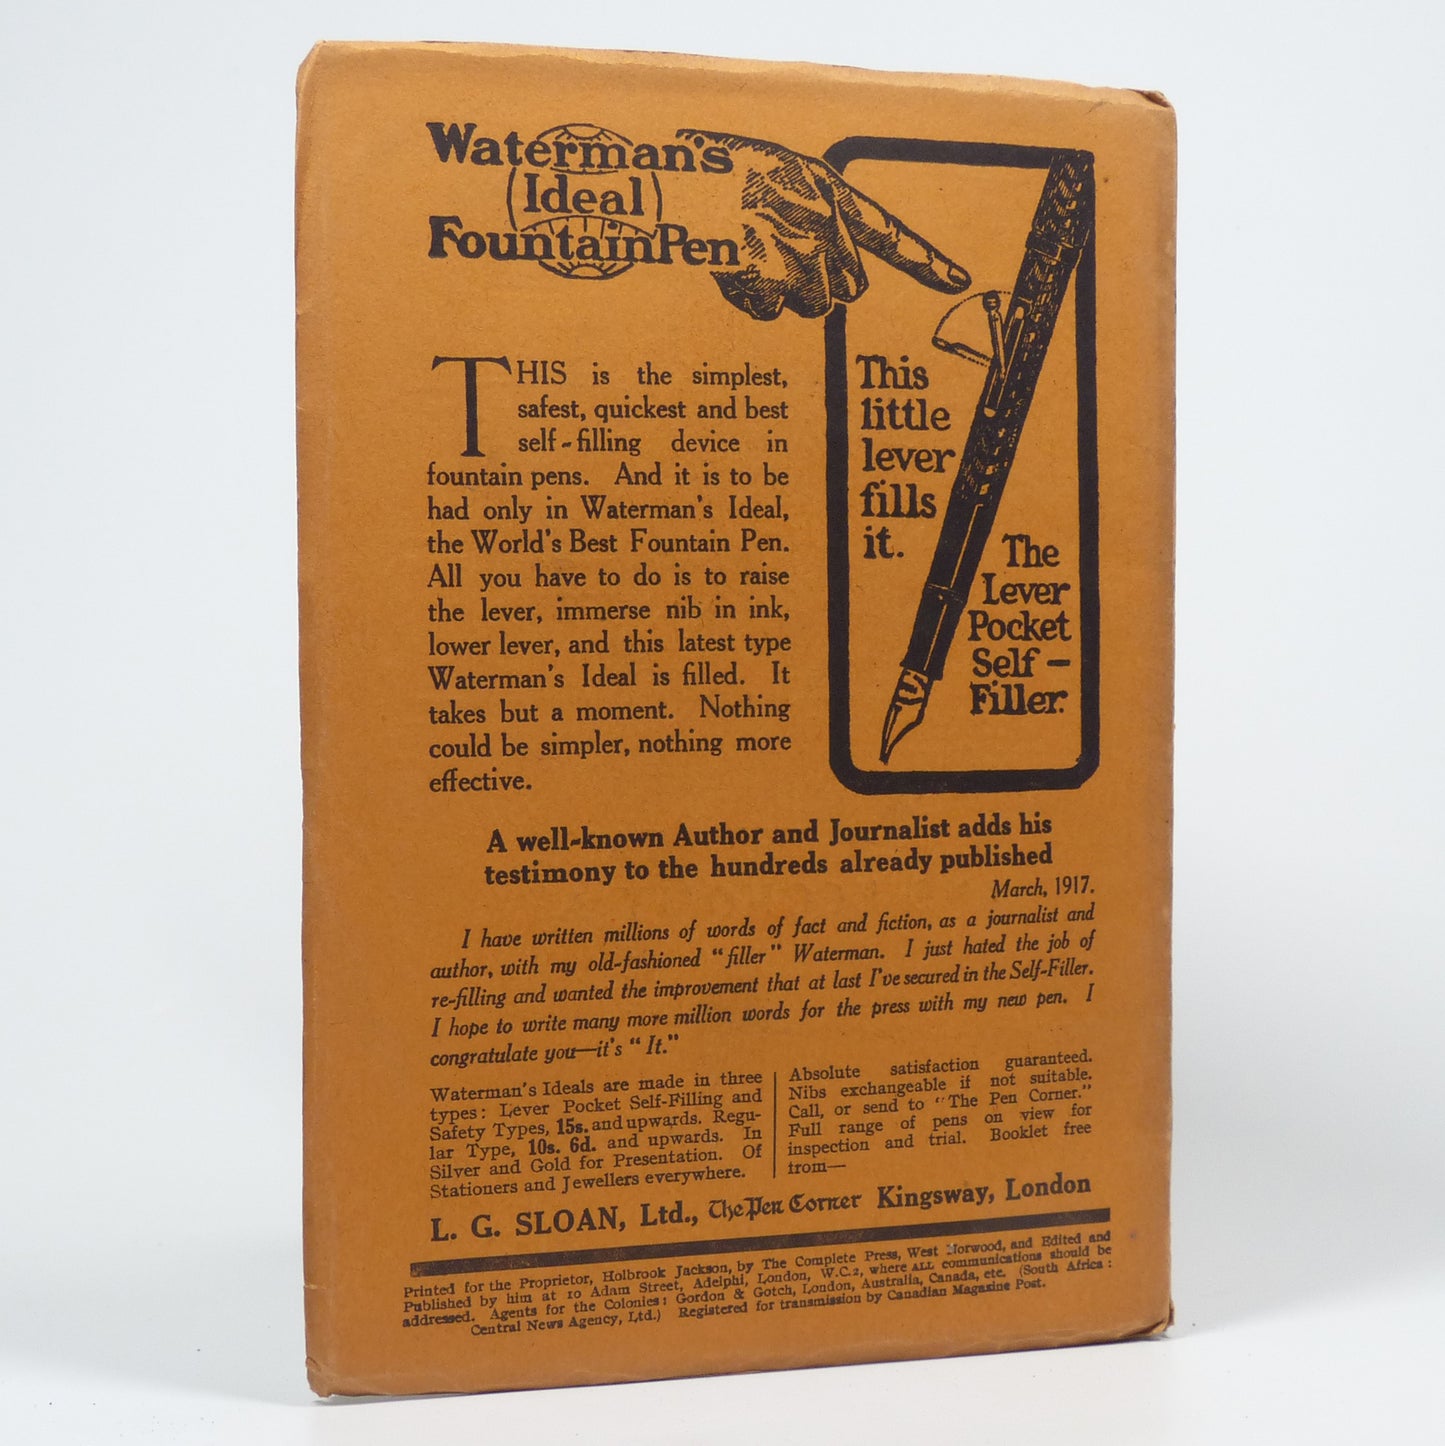 Waterman's
Ideal
Fountain Pen
This
little
lever
fills
it.
The
Lever
Pocket
Self-
Filler.
THIS is the simplest,
safest, quickest and best
self-filling device in
fountain pens. And it is to be
had only in Waterman's Ideal,
the World's Best Fountain Pen.
All you have to do is to raise
the lever, immerse nib in ink,
lower lever, and this latest type
Waterman's Ideal is filled. It
takes but a moment. Nothing
could be simpler, nothing more
effective.
A well-known Author and Journalist adds his
testimony to the hundreds already published
March, 1917.
I have written millions of words of fact and fiction, as a journalist and
author, with my old-fashioned "filler" Waterman. I just hated the job of
re-filling and wanted the improvement that at last I've secured in the Self-Filler.
I hope to write many more million words for the press with my new pen. I
congratulate you—it's "It."
Waterman's Ideals are made in three
types: Lever Pocket Self-Filling and
Safety Types, 15s. and upwards. Regu-
lar Type, 10s. 6d. and upwards. In
Silver and Gold for Presentation. Of
Stationers and Jewellers everywhere.
Absolute satisfaction guaranteed.
Nibs exchangeable if not suitable.
Call, or send to "The Pen Corner."
Full range of pens on view for
inspection and trial. Booklet free
from—
L. G. SLOAN, Ltd., The Pen Corner Kingsway, London
Printed for the Proprietor, Holbrook Jackson, by The Complete Press, West Norwood, and Edited and
Published by him at 10 Adam Street, Adelphi, London, W.C.2, where ALL communications should be
addressed. Agents for the Colonies: Gordon & Gotch, London, Australia, Canada, etc. (South Africa:
Central News Agency, Ltd.) Registered for transmission by Canadian Magazine Post.